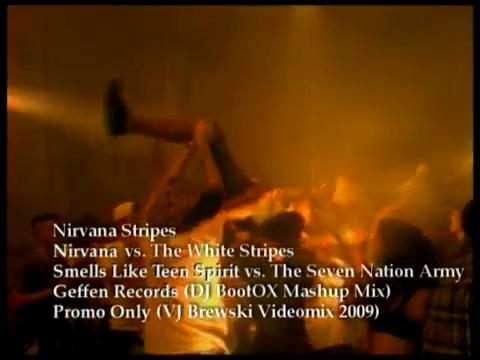 Nirvana Stripes
Nirvana vs. The White Stripes
Smells Like Teen Spirit vs. The Seven Nation Army
Geffen Records (DJ BootOX Mashup Mix)
Promo Only (VJ Brewski Videomix 2009)